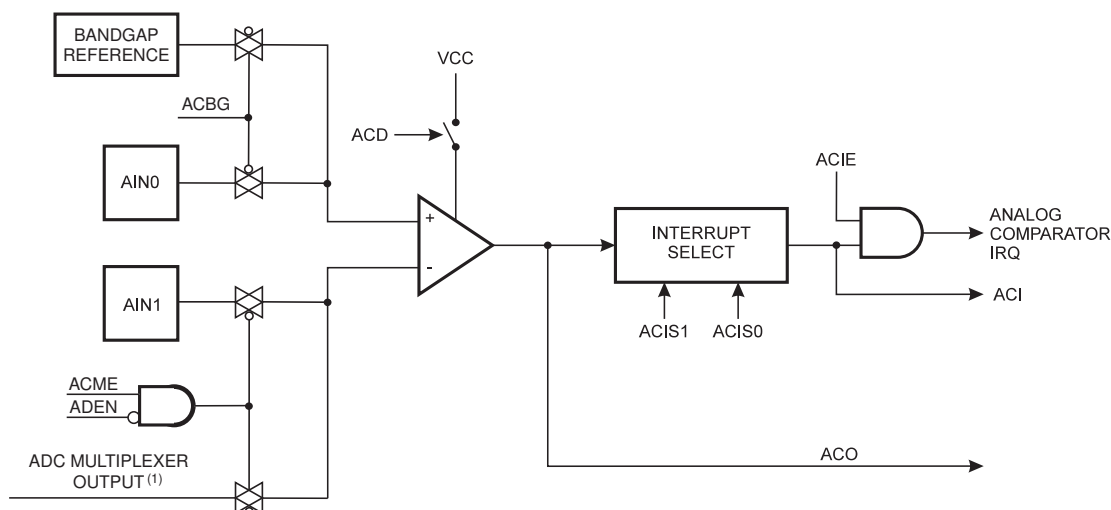 BANDGAP
REFERENCE
VCC
ACBG
ACD
ACIE
AIN0
+
INTERRUPT
SELECT
ANALOG
COMPARATOR
IRQ
-
AIN1
ACI
ACIS1
ACIS0
ACME
ADEN
ADC MULTIPLEXER
OUTPUT (1)
ACO